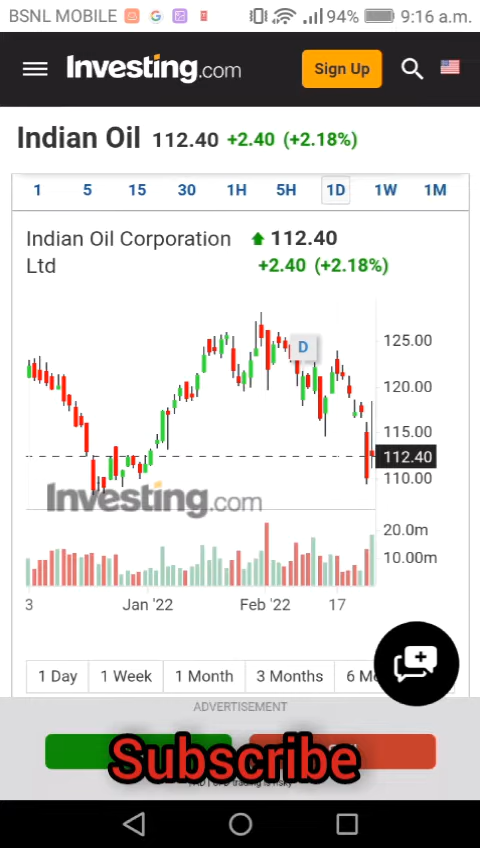 BSNL MOBILE 94% 9:16 a.m.
Investing.com Sign Up
Indian Oil 112.40 +2.40 (+2.18%)
1 5 15 30 1H 5H 1D 1W 1M
Indian Oil Corporation Ltd
112.40
+2.40 (+2.18%)
D
125.00
120.00
115.00
112.40
110.00
Investing.com
20.0m
10.00m
3 Jan '22 Feb '22 17
1 Day 1 Week 1 Month 3 Months
ADVERTISEMENT
Subscribe